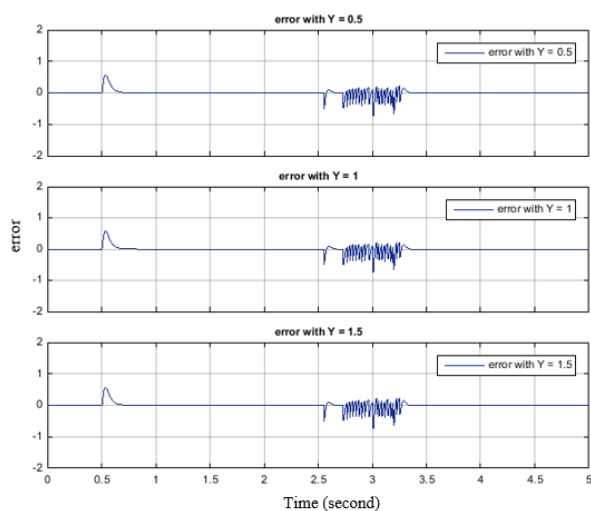 error with Y = 0.5
2
1
0
-1
-2
error with Y = 0.5
error with Y = 1
2
1
0
-1
-2
error with Y = 1
error
error with Y = 1.5
2
1
0
-1
-2
error with Y = 1.5
0 0.5 1 1.5 2 2.5 3 3.5 4 4.5 5
Time (second)